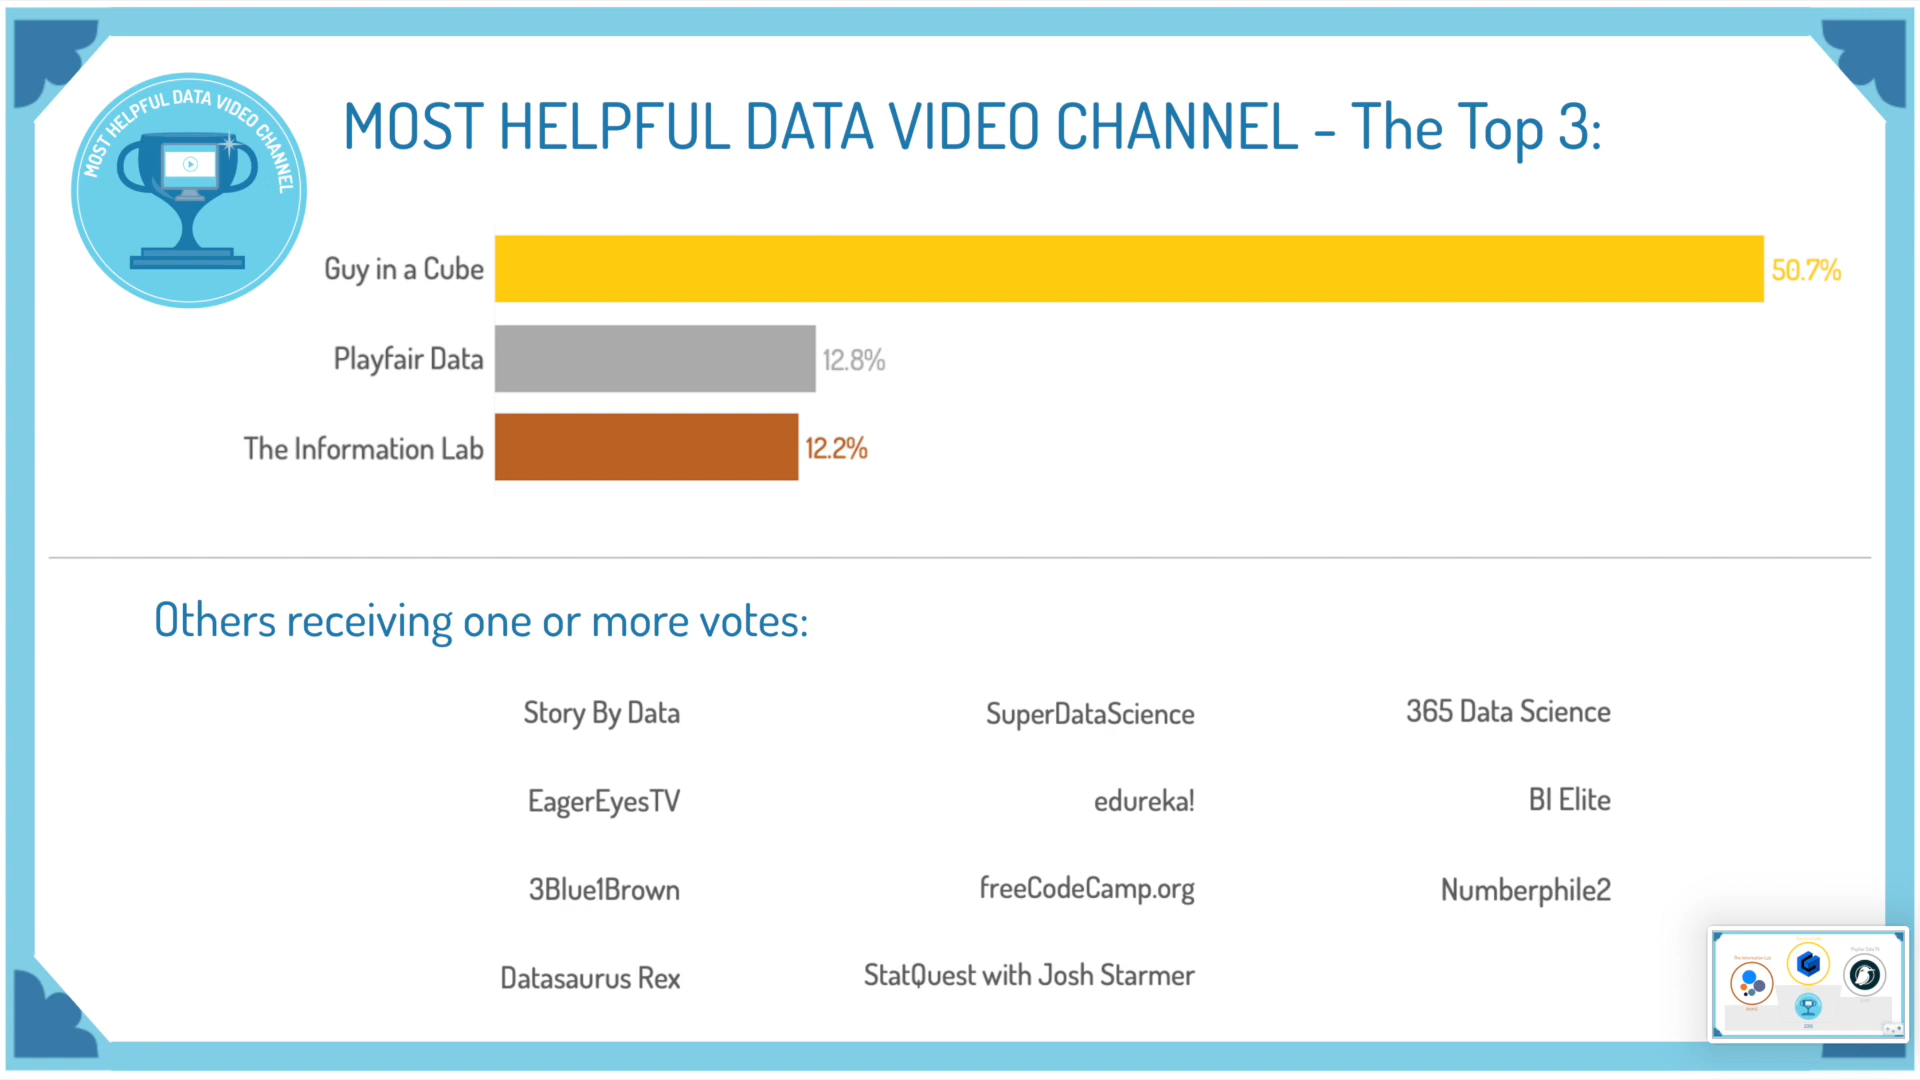 MOST HELPFUL DATA VIDEO CHANNEL
MOST HELPFUL DATA VIDEO CHANNEL - The Top 3:
Guy in a Cube 50.7%
Playfair Data 12.8%
The Information Lab 12.2%
Others receiving one or more votes:
Story By Data SuperDataScience 365 Data Science
EagerEyesTV edureka! BI Elite
3Blue1Brown freeCodeCamp.org Numberphile2
Datasaurus Rex StatQuest with Josh Starmer